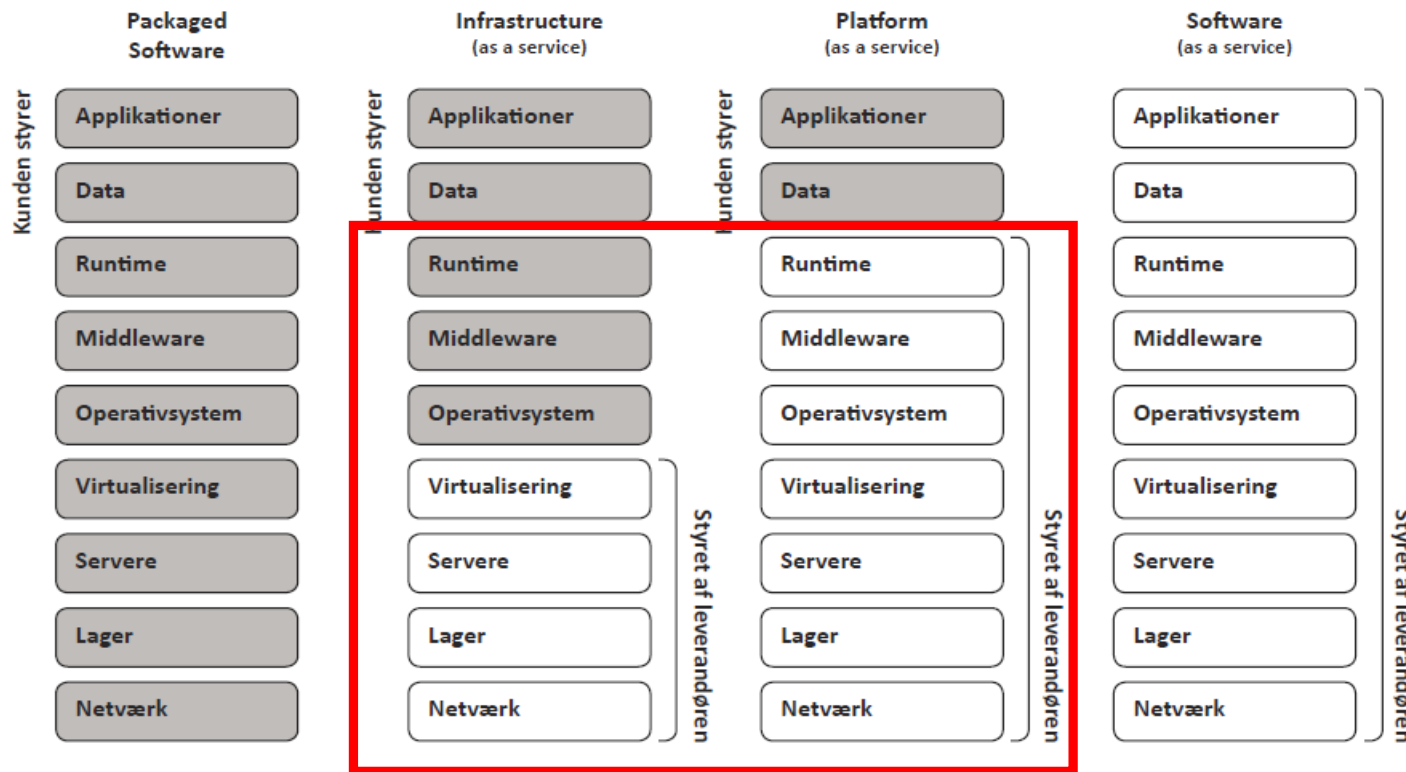 Packaged
Software
Kunden styrer
Applikationer
Data
Runtime
Middleware
Operativsystem
Virtualisering
Servere
Lager
Netværk
Infrastructure
(as a service)
Kunden styrer
Applikationer
Data
Runtime
Middleware
Operativsystem
Virtualisering
Servere
Lager
Netværk
Styret af leverandøren
Platform
(as a service)
Kunden styrer
Applikationer
Data
Runtime
Middleware
Operativsystem
Virtualisering
Servere
Lager
Netværk
Styret af leverandøren
Software
(as a service)
Applikationer
Data
Runtime
Middleware
Operativsystem
Virtualisering
Servere
Lager
Netværk
Styret af leverandøren